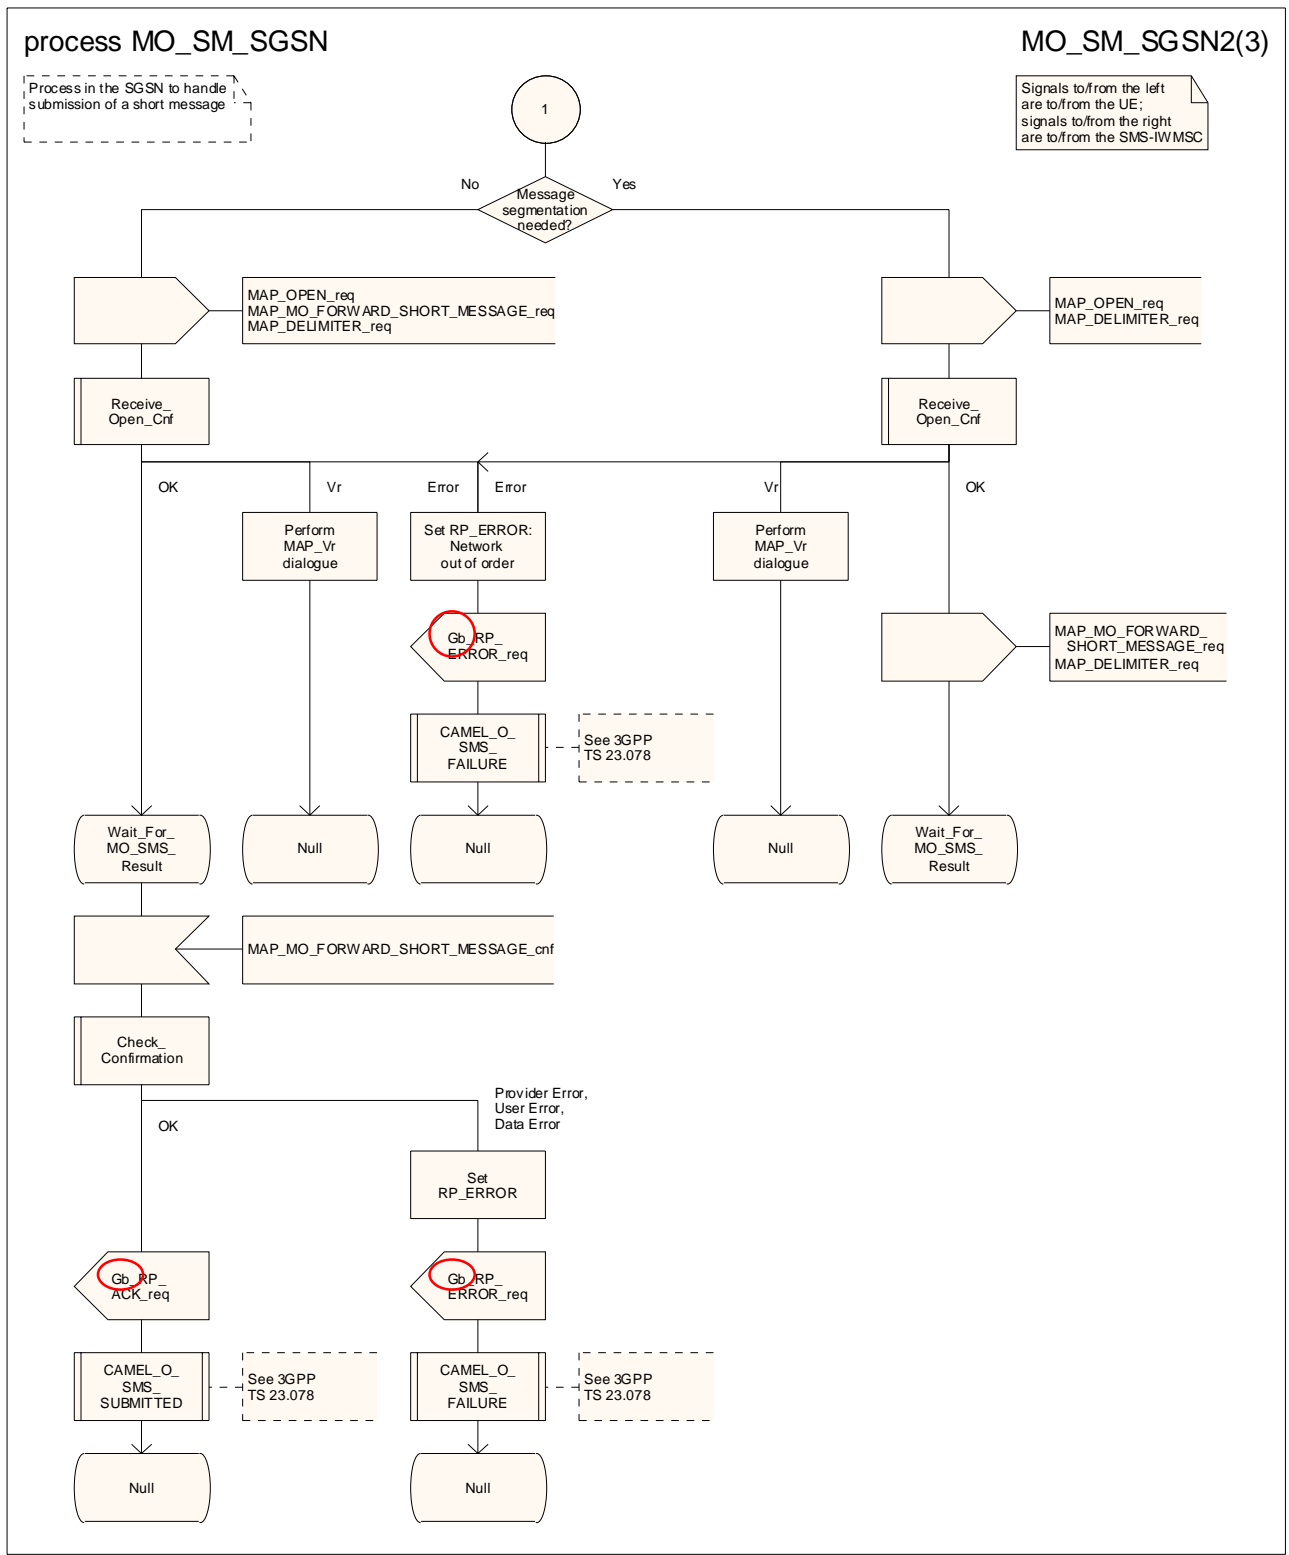 process MO_SM_SGSN
MO_SM_SGSN2(3)
Process in the SGSN to handle
submission of a short message
Signals to/from the left
are to/from the UE;
signals to/from the right
are to/from the SMS-IWMSC
1
No
Yes
Message
segmentation
needed?
MAP_OPEN_req
MAP_MO_FORWARD_SHORT_MESSAGE_req
MAP_DELIMITER_req
MAP_OPEN_req
MAP_DELIMITER_req
Receive_
Open_Cnf
Receive_
Open_Cnf
OK
Vr
Error
Error
Vr
OK
Perform
MAP_Vr
dialogue
Set RP_ERROR:
Network
out of order
Perform
MAP_Vr
dialogue
Gb_RP_
ERROR_req
MAP_MO_FORWARD_
SHORT_MESSAGE_req
MAP_DELIMITER_req
CAMEL_O_
SMS_
FAILURE
See 3GPP
TS 23.078
Wait_For_
MO_SMS_
Result
Null
Null
Null
Wait_For_
MO_SMS_
Result
MAP_MO_FORWARD_SHORT_MESSAGE_cnf
Check_
Confirmation
Provider Error,
User Error,
Data Error
OK
Set
RP_ERROR
Gb_RP_
ACK_req
Gb_RP_
ERROR_req
CAMEL_O_
SMS_
SUBMITTED
See 3GPP
TS 23.078
CAMEL_O_
SMS_
FAILURE
See 3GPP
TS 23.078
Null
Null